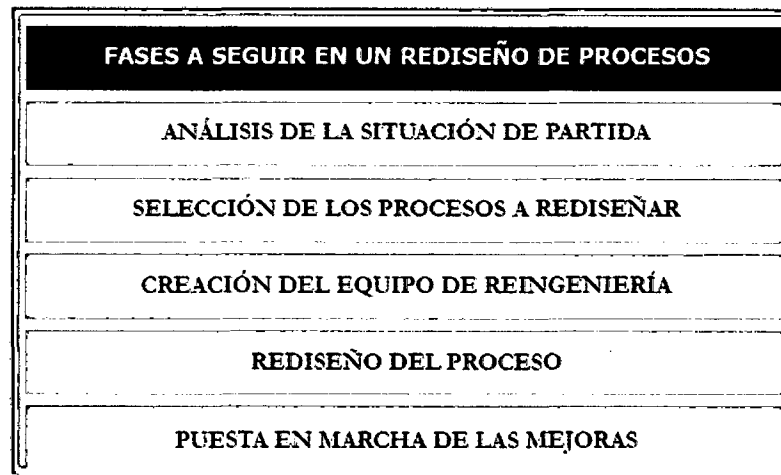 FASES A SEGUIR EN UN REDISEÑO DE PROCESOS
ANÁLISIS DE LA SITUACIÓN DE PARTIDA
SELECCIÓN DE LOS PROCESOS A REDISEÑAR
CREACIÓN DEL EQUIPO DE REINGENIERÍA
REDISEÑO DEL PROCESO
PUESTA EN MARCHA DE LAS MEJORAS